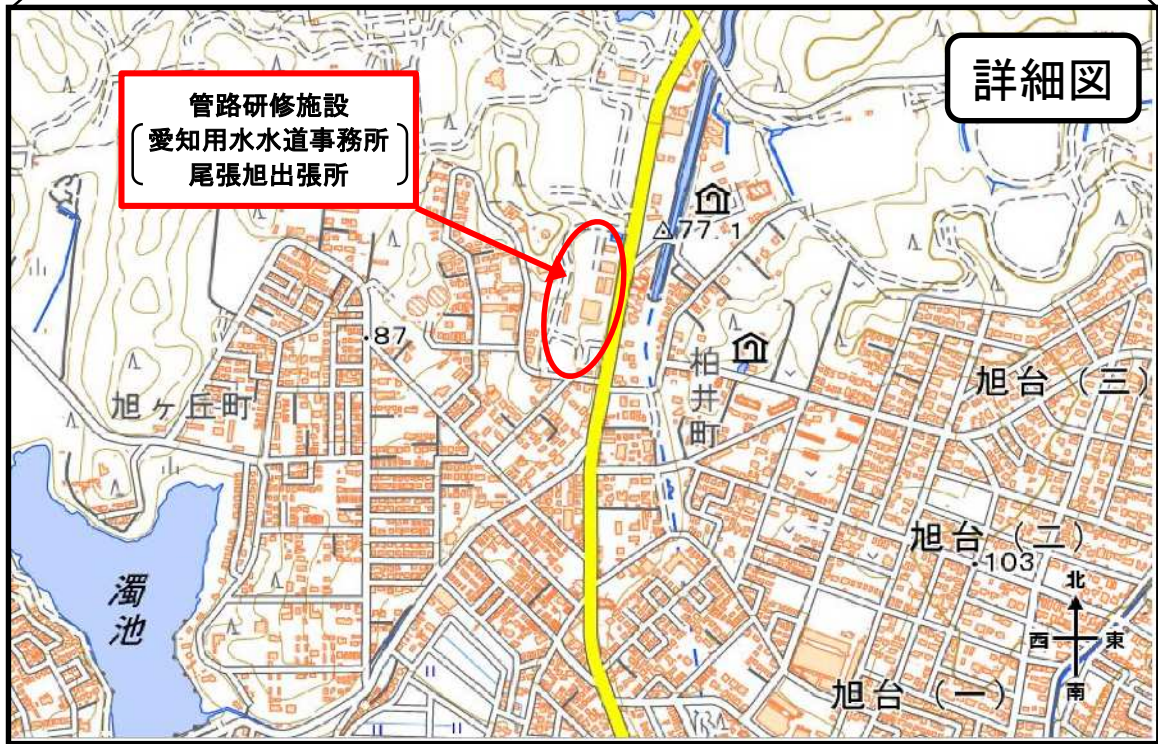 詳細図
管路研修施設
愛知用水水道事務所
尾張旭出張所
77.1
・87
旭ヶ丘町
柏井町
旭台(三)
旭台(二)
・103
濁池
北
西 東
南
旭台(一)